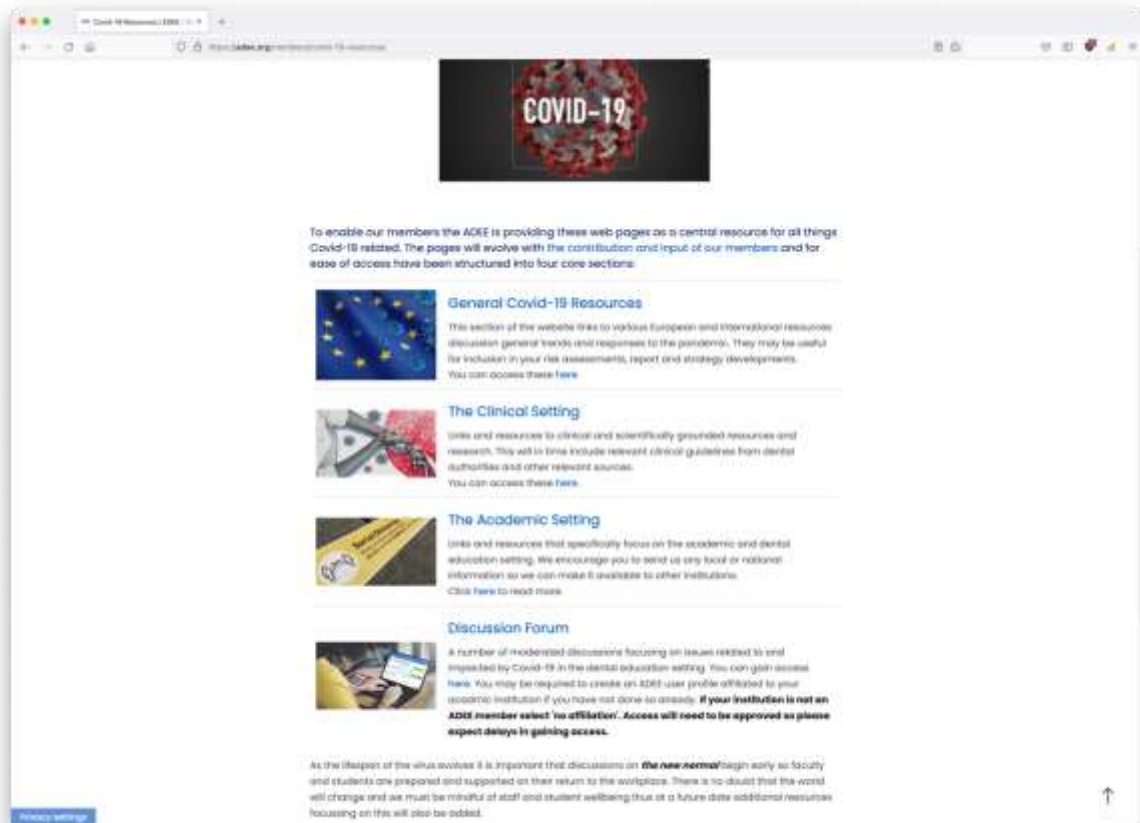 Covid-19 Resources | ADEE
COVID-19
To enable our members the ADEE is providing these web pages as a central resource for all things
Covid-19 related. The pages will evolve with the contribution and input of our members and for
ease of access have been structured into four core sections:
General Covid-19 Resources
This section of the website links to various European and International resources
discussion general trends and responses to the pandemic. They may be useful
for inclusion in your risk assessments, report and strategy developments.
You can access these here
The Clinical Setting
Links and resources to clinical and scientifically grounded resources and
research. This will in time include relevant clinical guidelines from dental
authorities and other relevant sources.
You can access these here.
The Academic Setting
Links and resources that specifically focus on the academic and dental
education setting. We encourage you to send us any local or national
information so we can make it available to other institutions.
Click here to read more.
Discussion Forum
A number of moderated discussions focusing on issues related to and
impacted by Covid-19 in the dental education setting. You can gain access
here. You may be required to create an ADEE user profile affiliated to your
academic institution if you have not done so already. If your institution is not an
ADEE member select 'no affiliation'. Access will need to be approved so please
expect delays in gaining access.
As the lifespan of the virus evolves it is important that discussions on the new normal begin early so faculty
and students are prepared and supported on their return to the workplace. There is no doubt that the world
will change and we must be mindful of staff and student wellbeing thus at a future date additional resources
focussing on this will also be added.
Privacy settings